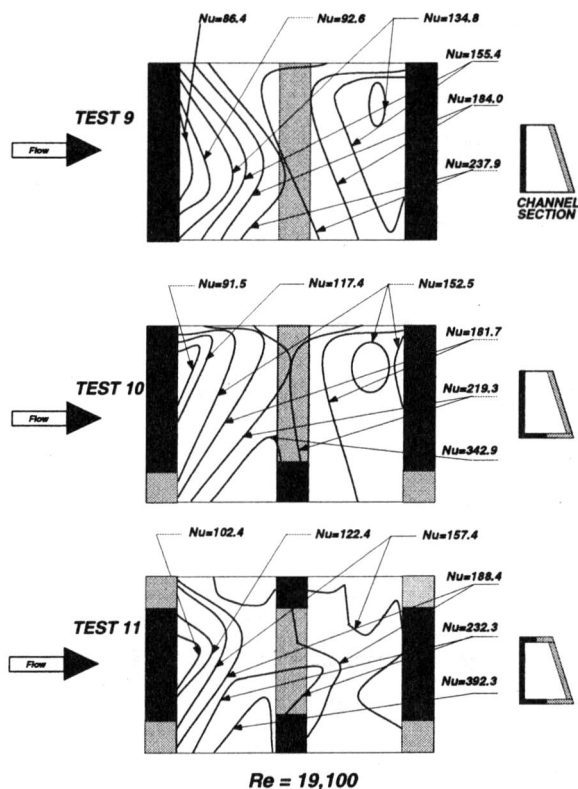 Nu=86.4 Nu=92.6 Nu=134.8
Nu=155.4
TEST 9
Nu=184.0
Flow
Nu=237.9
CHANNEL
SECTION
Nu=91.5 Nu=117.4 Nu=152.5
Nu=181.7
TEST 10
Nu=219.3
Flow
Nu=342.9
Nu=102.4 Nu=122.4 Nu=157.4
Nu=188.4
TEST 11
Nu=232.3
Flow
Nu=392.3
Re = 19,100